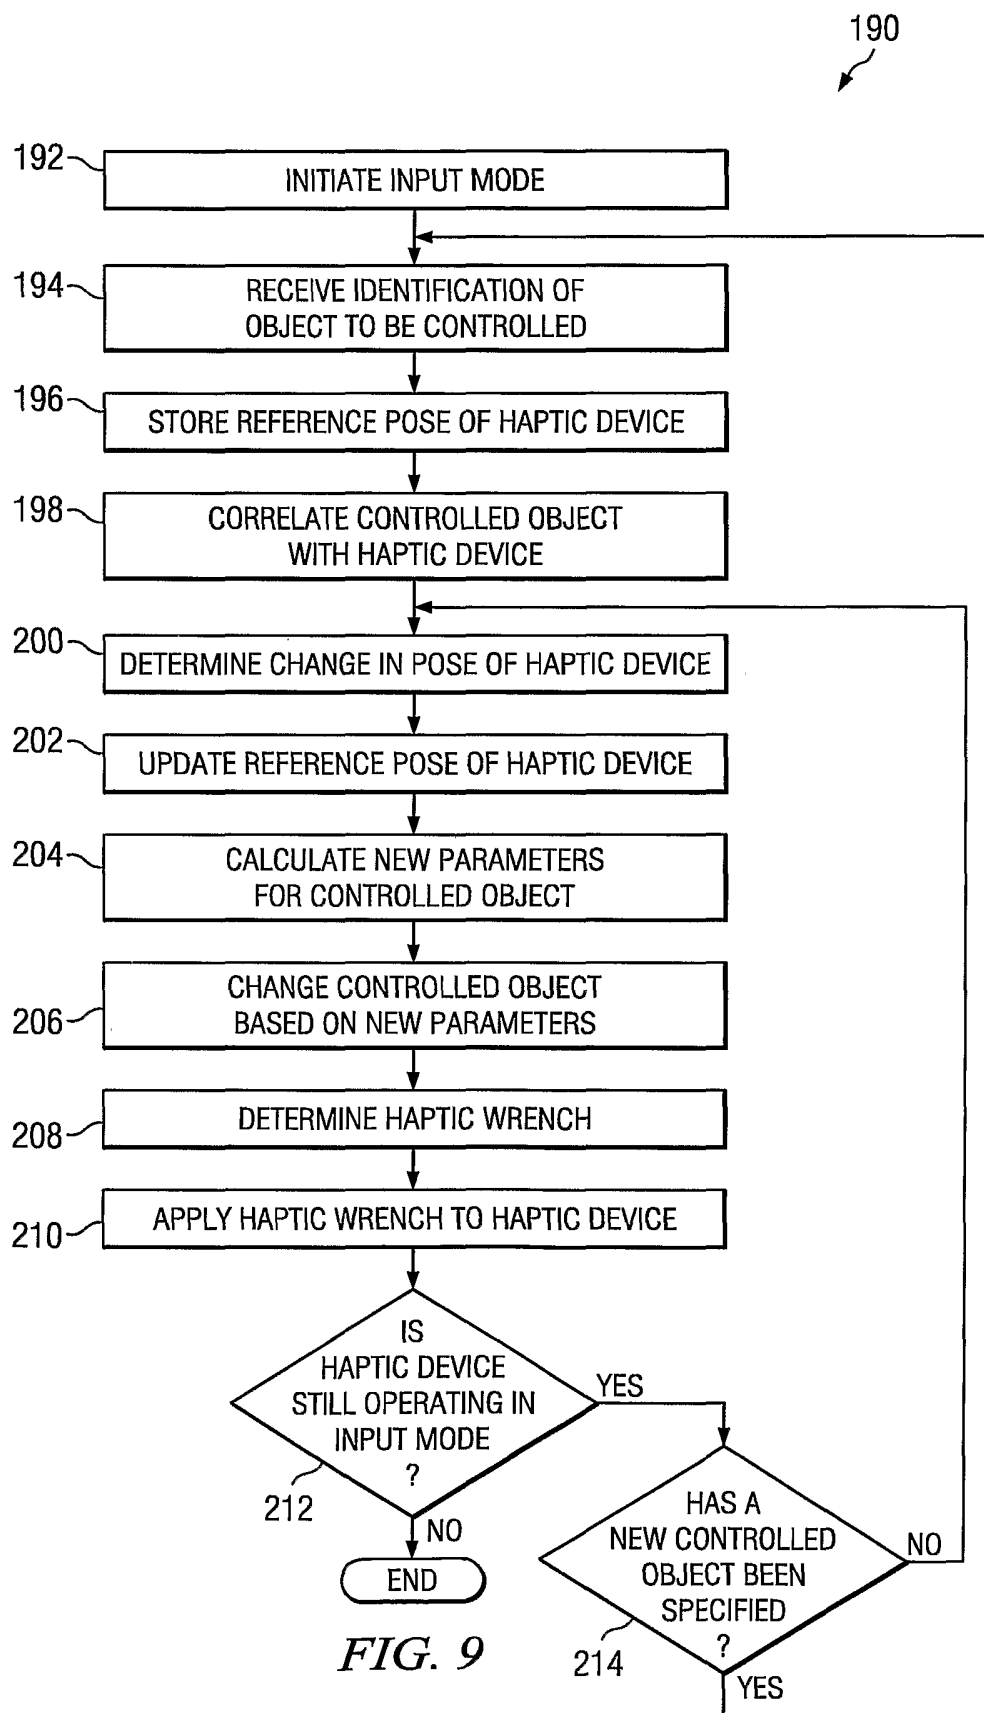 190
192
INITIATE INPUT MODE
194
RECEIVE IDENTIFICATION OF
OBJECT TO BE CONTROLLED
196
STORE REFERENCE POSE OF HAPTIC DEVICE
198
CORRELATE CONTROLLED OBJECT
WITH HAPTIC DEVICE
200
DETERMINE CHANGE IN POSE OF HAPTIC DEVICE
202
UPDATE REFERENCE POSE OF HAPTIC DEVICE
204
CALCULATE NEW PARAMETERS
FOR CONTROLLED OBJECT
206
CHANGE CONTROLLED OBJECT
BASED ON NEW PARAMETERS
208
DETERMINE HAPTIC WRENCH
210
APPLY HAPTIC WRENCH TO HAPTIC DEVICE
IS
HAPTIC DEVICE
STILL OPERATING IN
INPUT MODE
?
YES
212
NO
END
HAS A
NEW CONTROLLED
OBJECT BEEN
SPECIFIED
?
NO
214
YES
FIG. 9